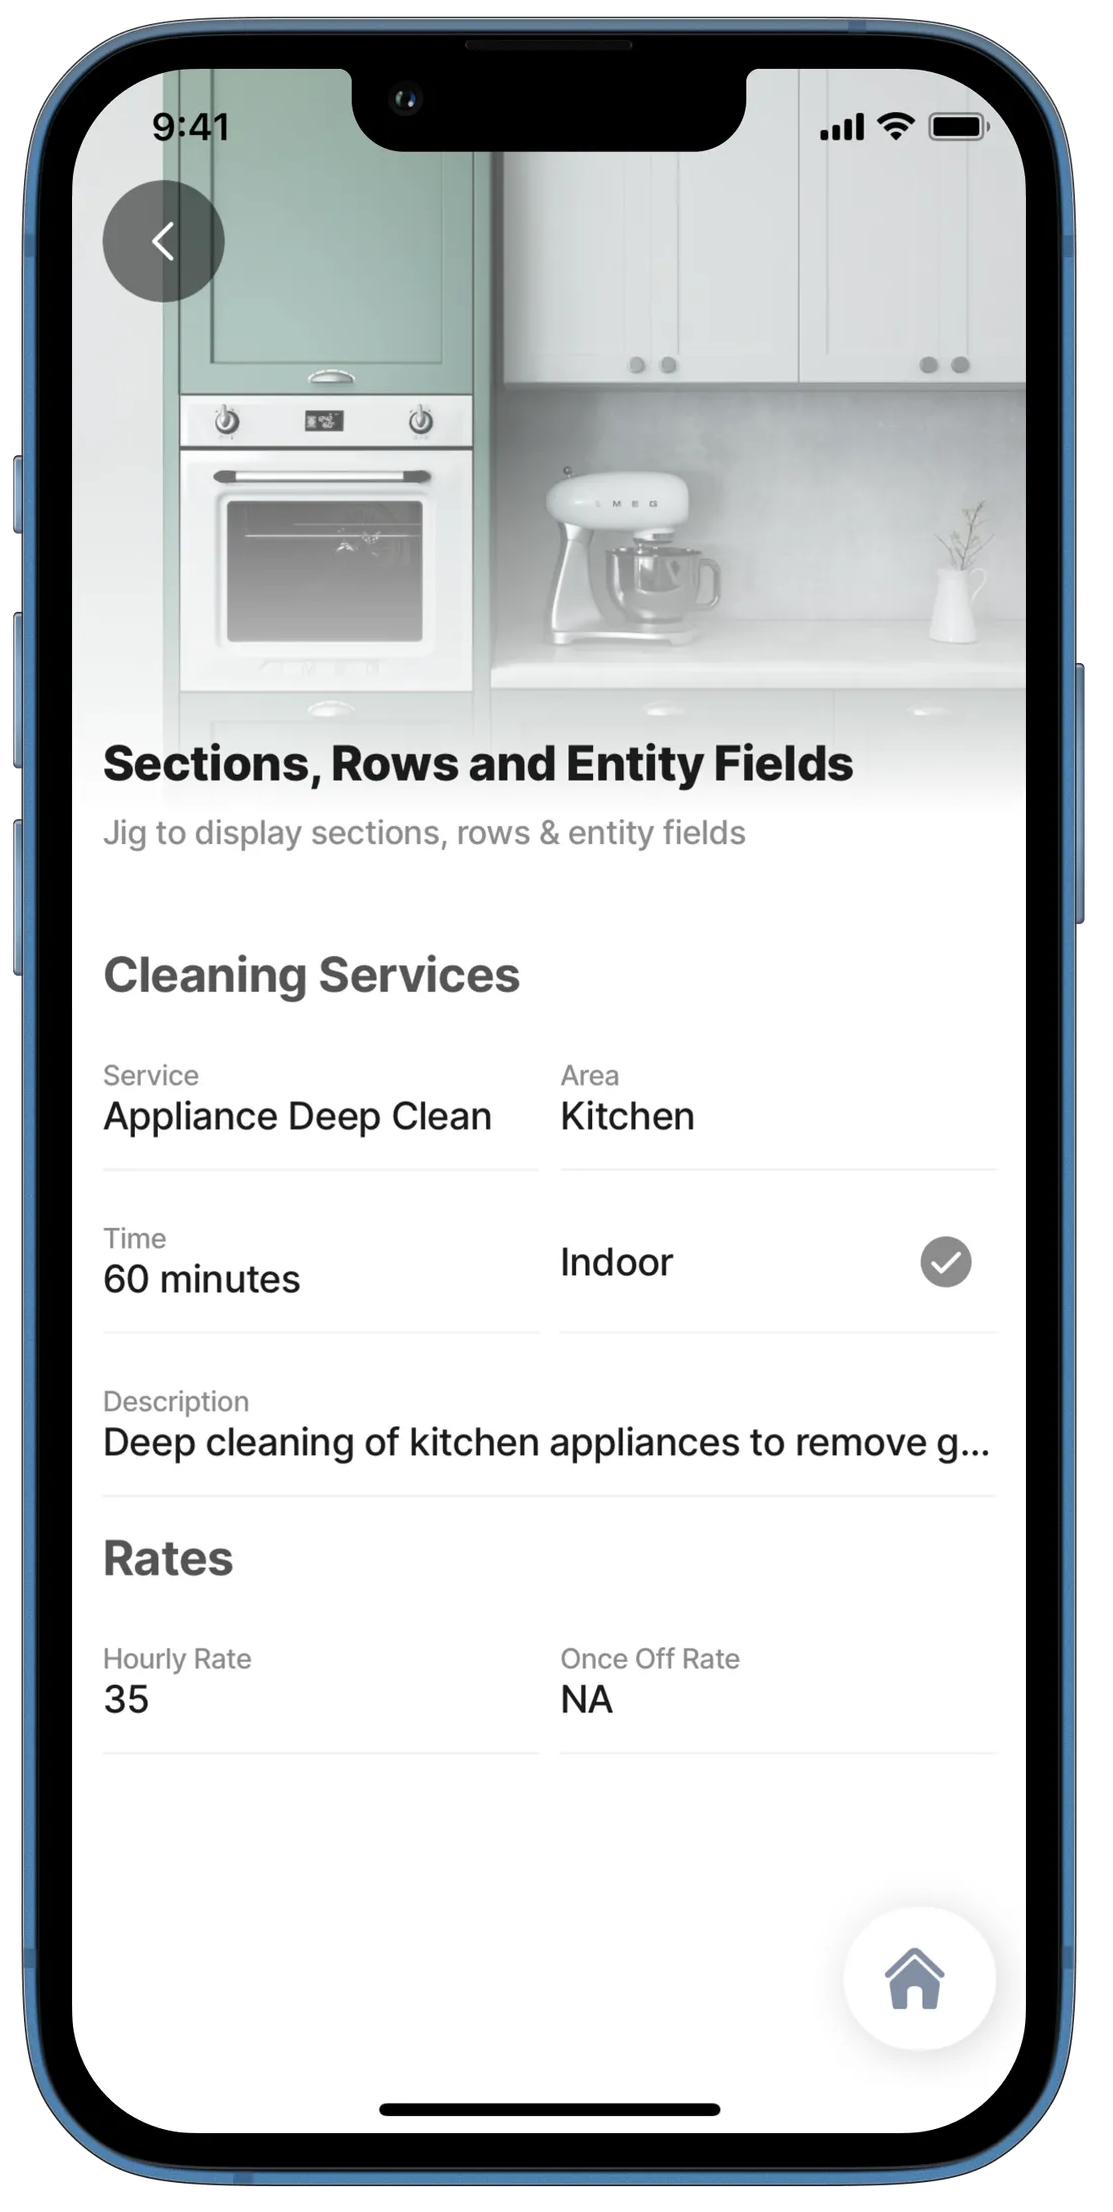 9:41
SMEG
Sections, Rows and Entity Fields
Jig to display sections, rows & entity fields
Cleaning Services
Service
Area
Appliance Deep Clean
Kitchen
Time
60 minutes
Indoor
Description
Deep cleaning of kitchen appliances to remove g...
Rates
Hourly Rate
Once Off Rate
35
NA